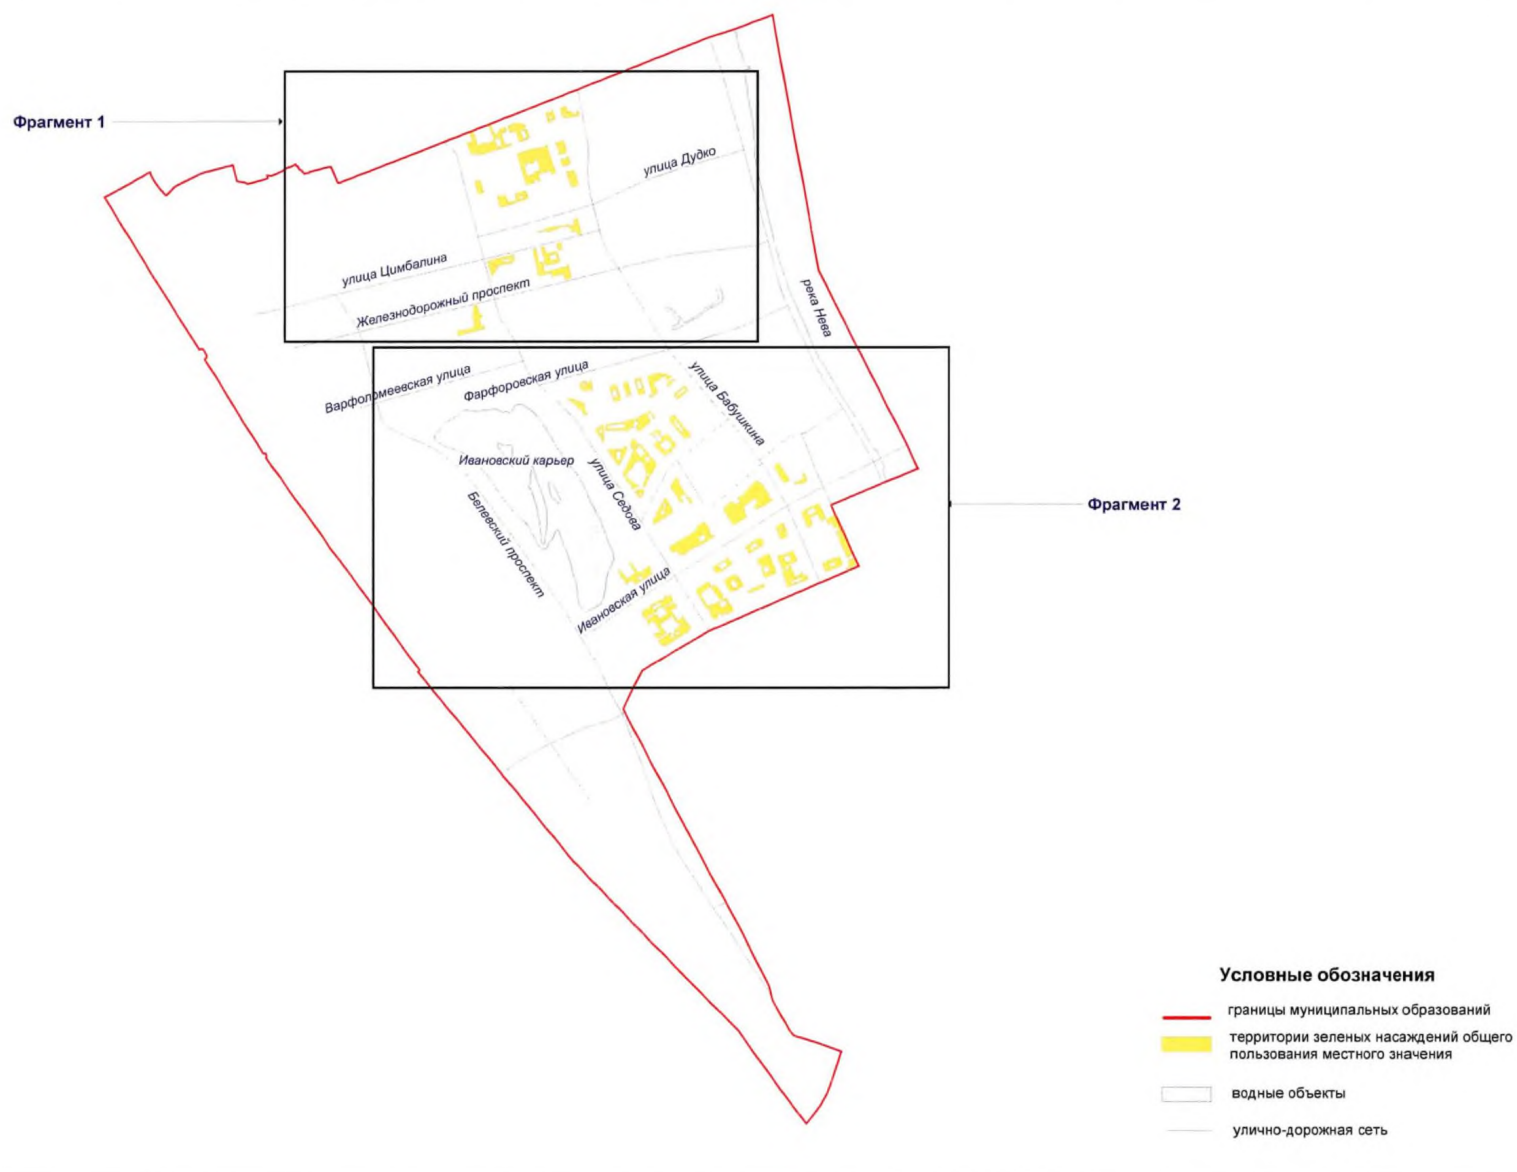 Фрагмент 1
улица Дудко
улица Цимбалина
Железнодорожный проспект
река Нева
Варфоломеевская улица
Фарфоровская улица
улица Бабушкина
Ивановский карьер
улица Седова
Белевский проспект
Фрагмент 2
Ивановская улица
Условные обозначения
границы муниципальных образований
территории зеленых насаждений общего
пользования местного значения
водные объекты
улично-дорожная сеть